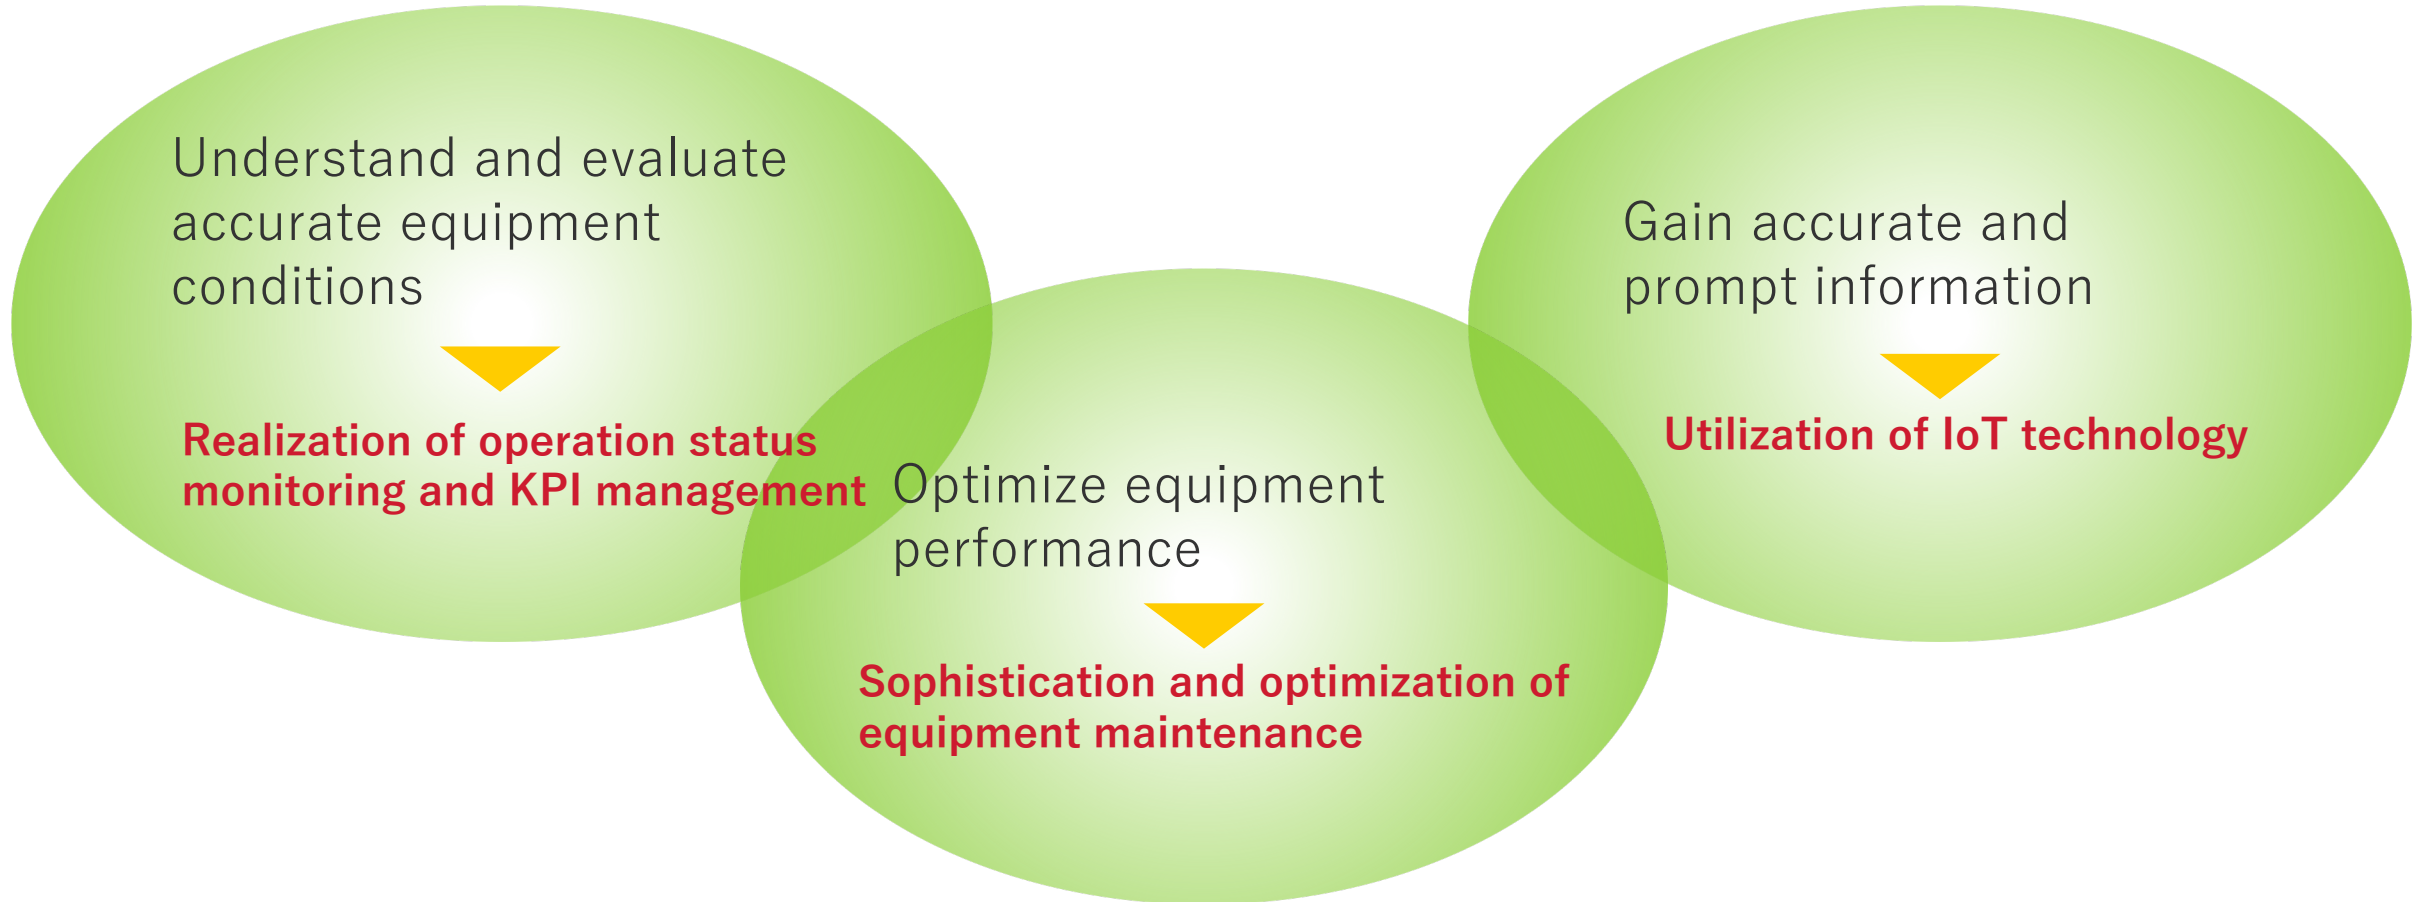 Understand and evaluate
accurate equipment
conditions
Realization of operation status
monitoring and KPI management
Optimize equipment
performance
Sophistication and optimization of
equipment maintenance
Gain accurate and
prompt information
Utilization of IoT technology